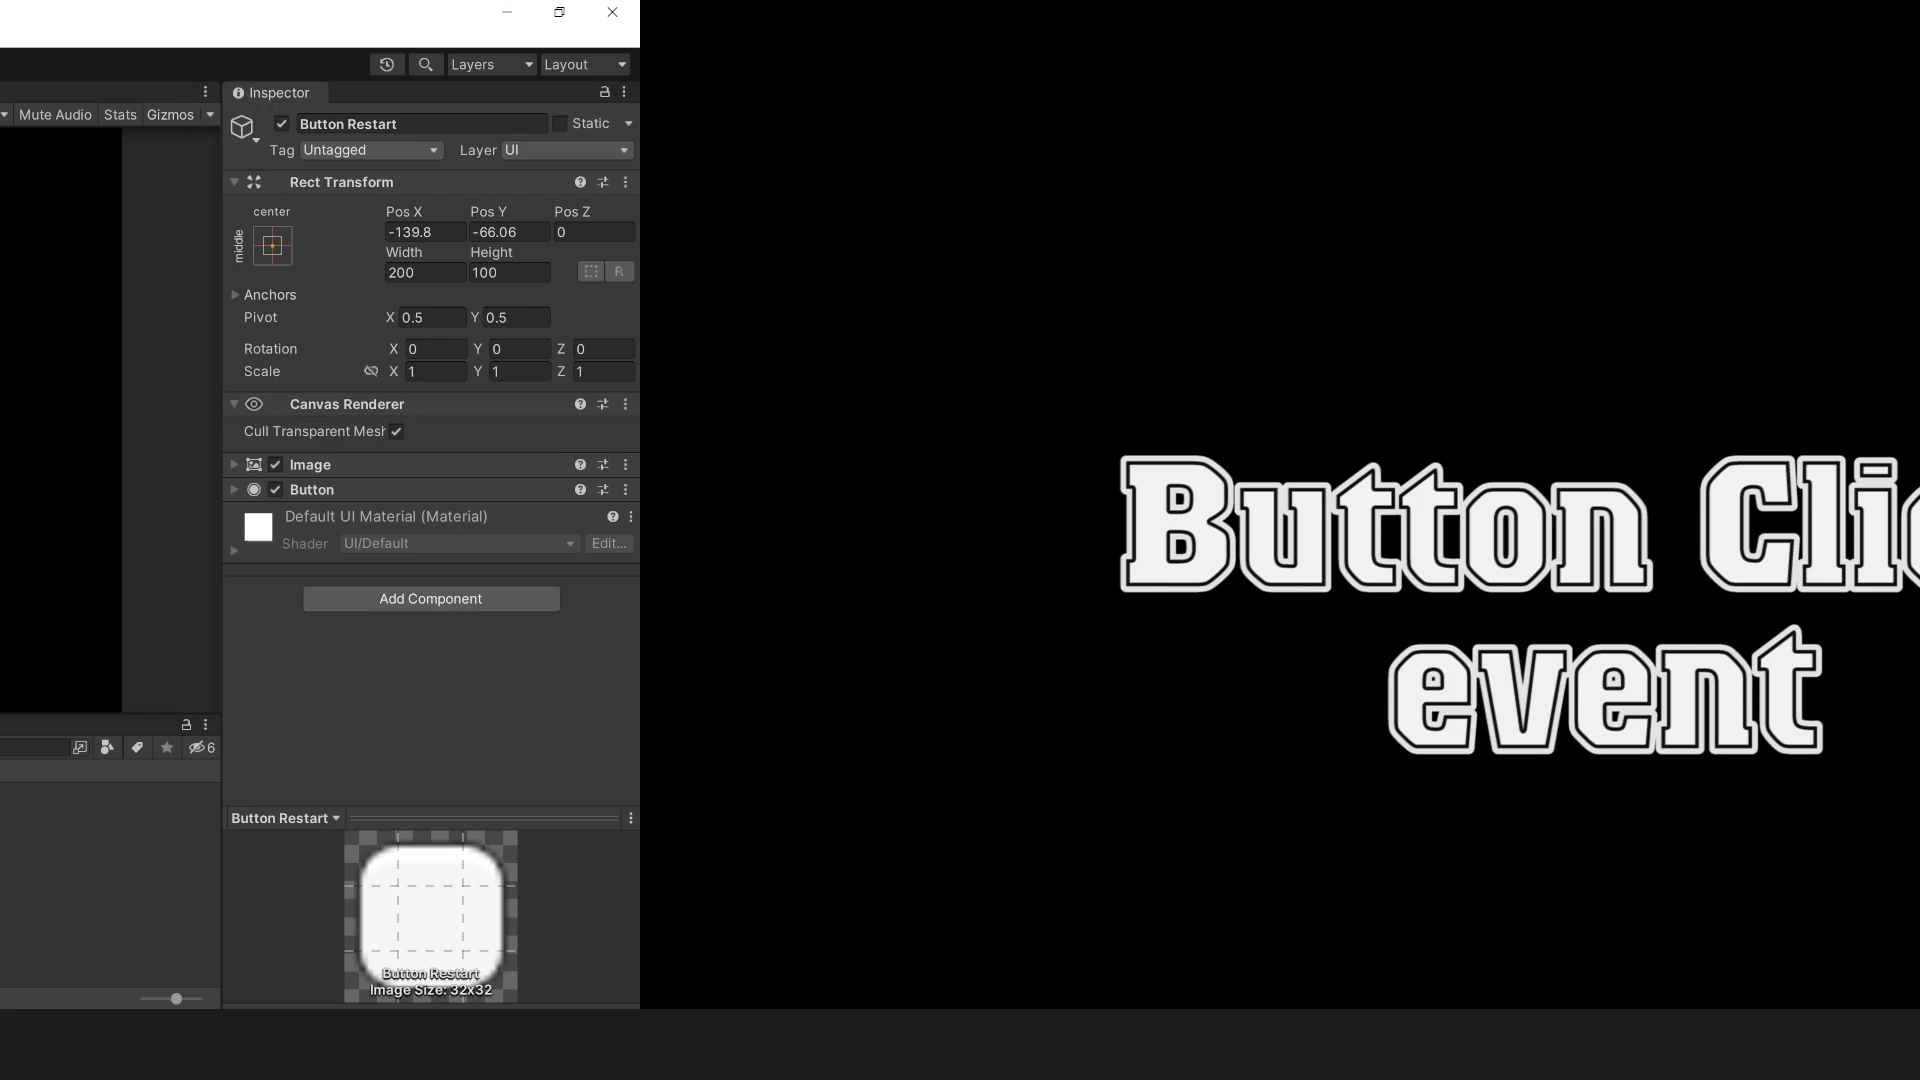 Layers
Layout
Inspector
Mute Audio
Stats
Gizmos
Button Restart
Static
Tag
Untagged
Layer
UI
Rect Transform
center
middle
Pos X
Pos Y
Pos Z
-139.8
-66.06
0
Width
Height
200
100
R
Anchors
Pivot
X 0.5
Y 0.5
Rotation
X 0
Y 0
Z 0
Scale
X 1
Y 1
Z 1
Canvas Renderer
Cull Transparent Mesh
Image
Button
Default UI Material (Material)
Shader
UI/Default
Edit...
Add Component
6
Button Restart
Button Restart
Image Size: 32x32
Button Clic
event